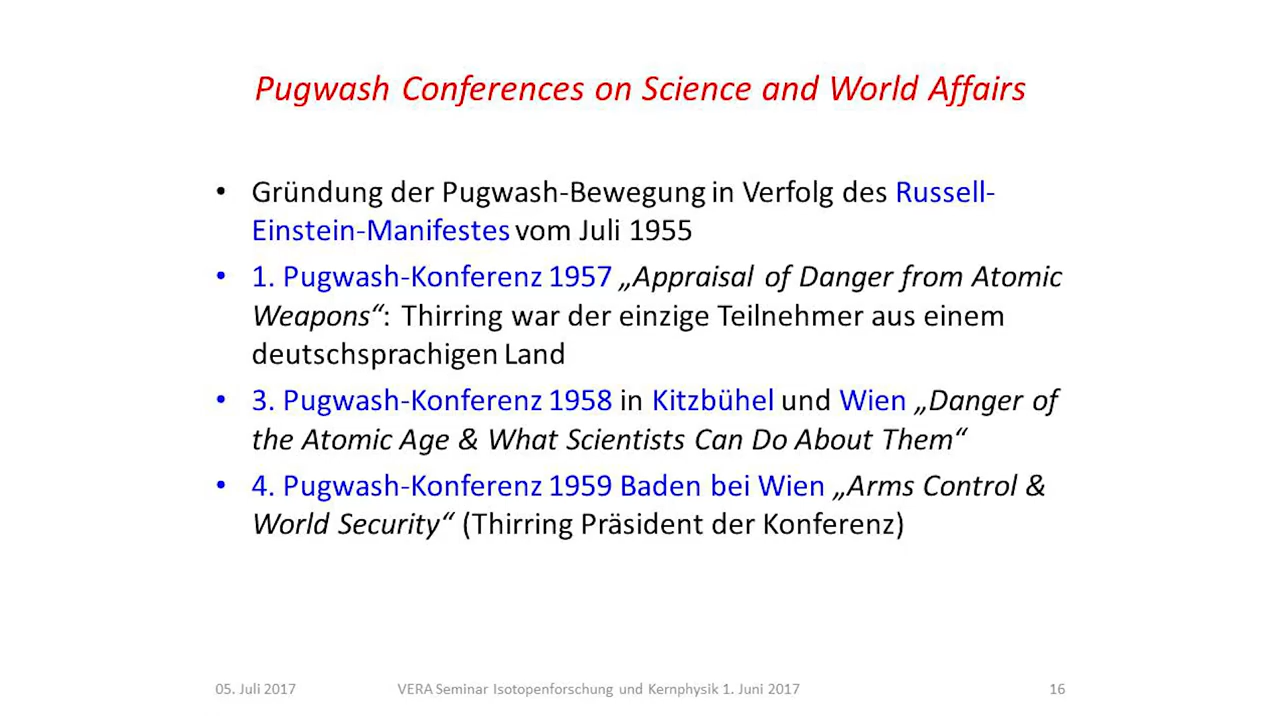 Pugwash Conferences on Science and World Affairs
• Gründung der Pugwash-Bewegung in Verfolg des Russell-
Einstein-Manifestes vom Juli 1955
• 1. Pugwash-Konferenz 1957 „Appraisal of Danger from Atomic
Weapons“: Thirring war der einzige Teilnehmer aus einem
deutschsprachigen Land
• 3. Pugwash-Konferenz 1958 in Kitzbühel und Wien „Danger of
the Atomic Age & What Scientists Can Do About Them“
• 4. Pugwash-Konferenz 1959 Baden bei Wien „Arms Control &
World Security“ (Thirring Präsident der Konferenz)
05. Juli 2017 VERA Seminar Isotopenforschung und Kernphysik 1. Juni 2017 16